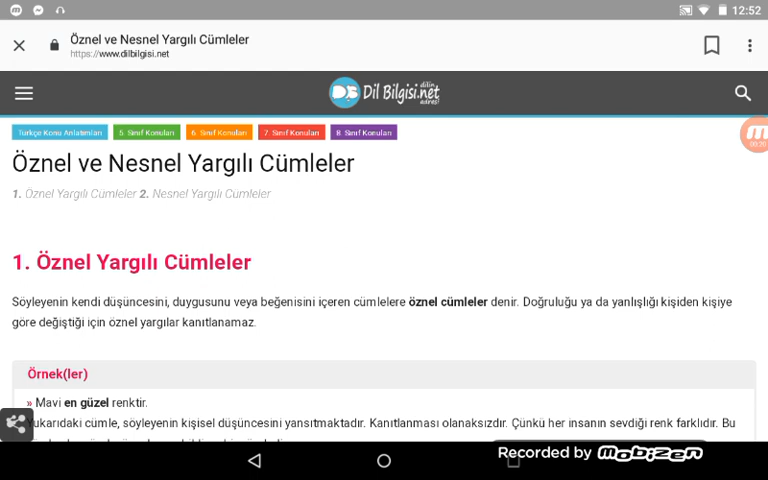 12:52
Öznel ve Nesnel Yargılı Cümleler
https://www.dilbilgisi.net
Dil Bilgisi.net
dilin adresi
Türkçe Konu Anlatımları 5. Sınıf Konuları 6. Sınıf Konuları 7. Sınıf Konuları 8. Sınıf Konuları
00:20
Öznel ve Nesnel Yargılı Cümleler
1. Öznel Yargılı Cümleler 2. Nesnel Yargılı Cümleler
1. Öznel Yargılı Cümleler
Söyleyenin kendi düşüncesini, duygusunu veya beğenisini içeren cümlelere öznel cümleler denir. Doğruluğu ya da yanlışlığı kişiden kişiye
göre değiştiği için öznel yargılar kanıtlanamaz.
Örnek(ler)
» Mavi en güzel renktir.
Yukarıdaki cümle, söyleyenin kişisel düşüncesini yansıtmaktadır. Kanıtlanması olanaksızdır. Çünkü her insanın sevdiği renk farklıdır. Bu
Recorded by mobizen